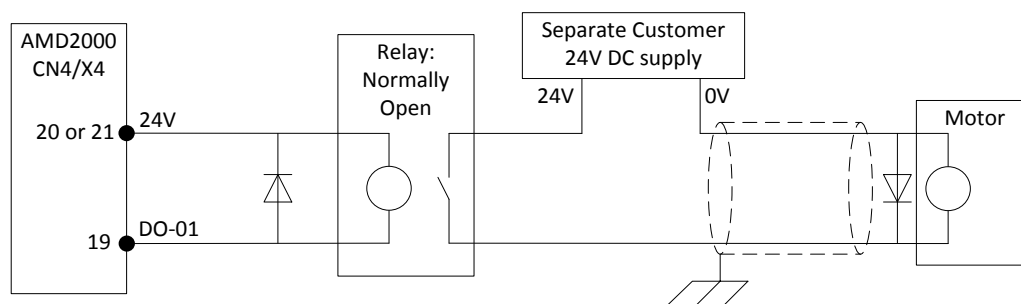 AMD2000
CN4/X4
20 or 21
24V
19
DO-01
Relay:
Normally
Open
Separate Customer
24V DC supply
24V
0V
Motor